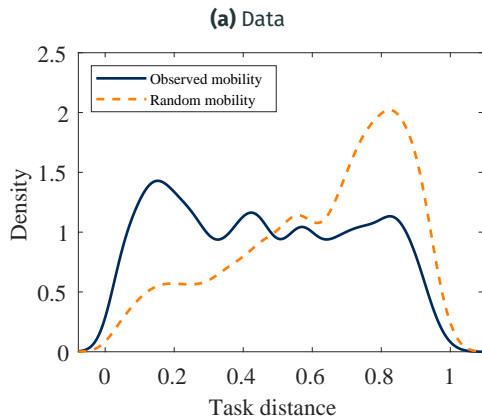 (a) Data
2.5
2
1.5
1
0.5
0
Density
Observed mobility
Random mobility
0 0.2 0.4 0.6 0.8 1
Task distance